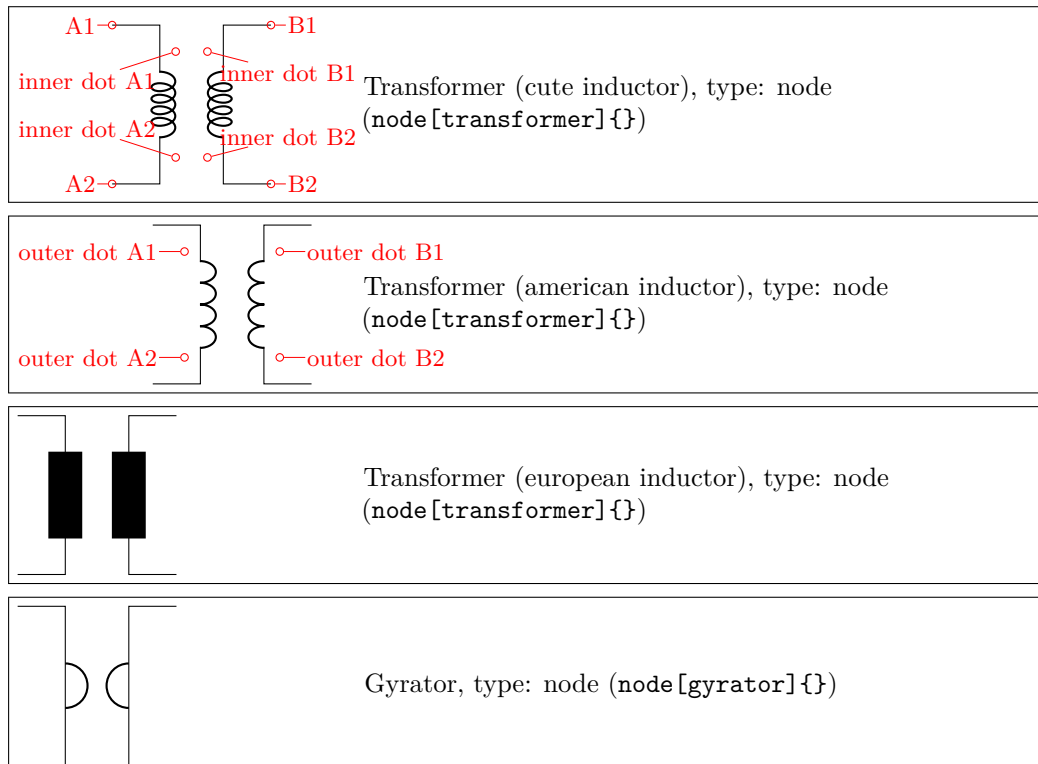 A1
B1
inner dot A1
inner dot B1
Transformer (cute inductor), type: node
(node[transformer]{})
inner dot A2
inner dot B2
A2
B2
outer dot A1
outer dot B1
Transformer (american inductor), type: node
(node[transformer]{})
outer dot A2
outer dot B2
Transformer (european inductor), type: node
(node[transformer]{})
Gyrator, type: node (node[gyrator]{})